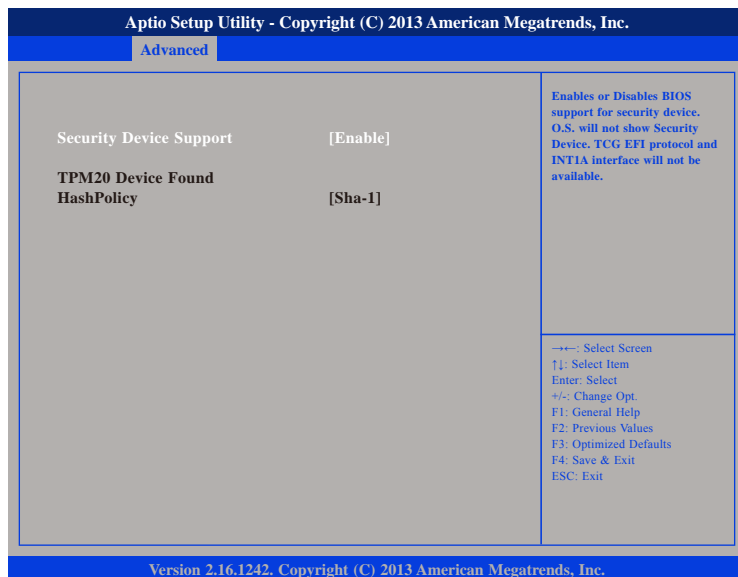 Aptio Setup Utility - Copyright (C) 2013 American Megatrends, Inc.
Advanced
Security Device Support [Enable]
TPM20 Device Found
HashPolicy [Sha-1]
Enables or Disables BIOS
support for security device.
O.S. will not show Security
Device. TCG EFI protocol and
INT1A interface will not be
available.
→←: Select Screen
↑↓: Select Item
Enter: Select
+/-: Change Opt.
F1: General Help
F2: Previous Values
F3: Optimized Defaults
F4: Save & Exit
ESC: Exit
Version 2.16.1242. Copyright (C) 2013 American Megatrends, Inc.